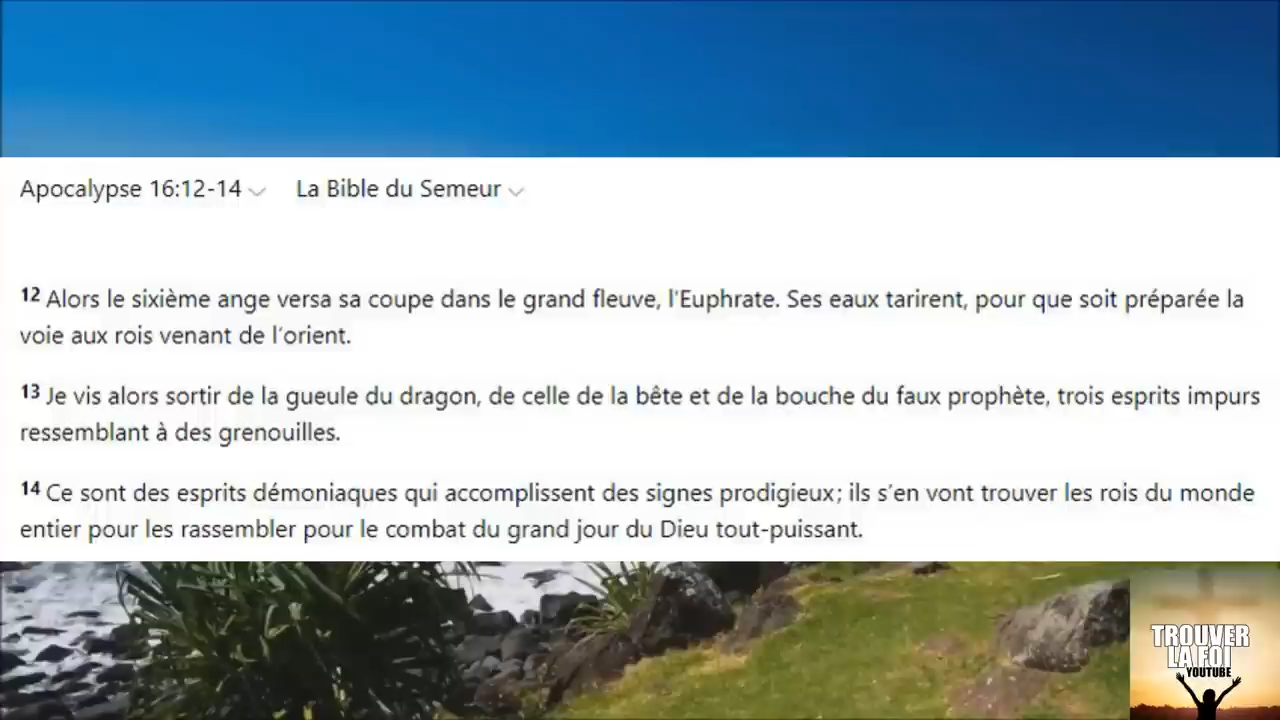 Apocalypse 16:12-14 La Bible du Semeur
12 Alors le sixième ange versa sa coupe dans le grand fleuve, l’Euphrate. Ses eaux tarirent, pour que soit préparée la
voie aux rois venant de l’orient.
13 Je vis alors sortir de la gueule du dragon, de celle de la bête et de la bouche du faux prophète, trois esprits impurs
ressemblant à des grenouilles.
14 Ce sont des esprits démoniaques qui accomplissent des signes prodigieux; ils s’en vont trouver les rois du monde
entier pour les rassembler pour le combat du grand jour du Dieu tout-puissant.
TROUVER
LA FOI
YOUTUBE